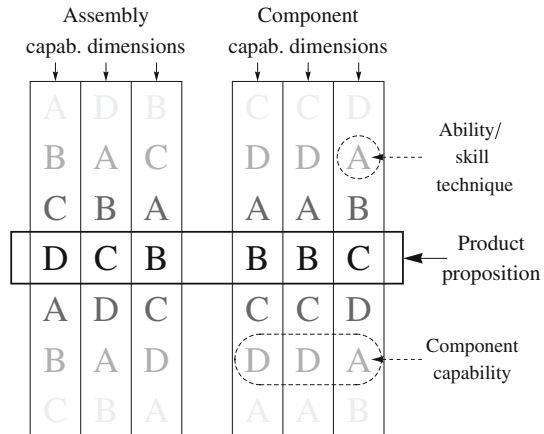 Assembly Component
capab. dimensions capab. dimensions
A D B C C D
B A C D D A
Ability/
skill
technique
C B A A A B
D C B B B C
Product
proposition
A D C C C D
B A D D D A
Component
capability
C B A A A B